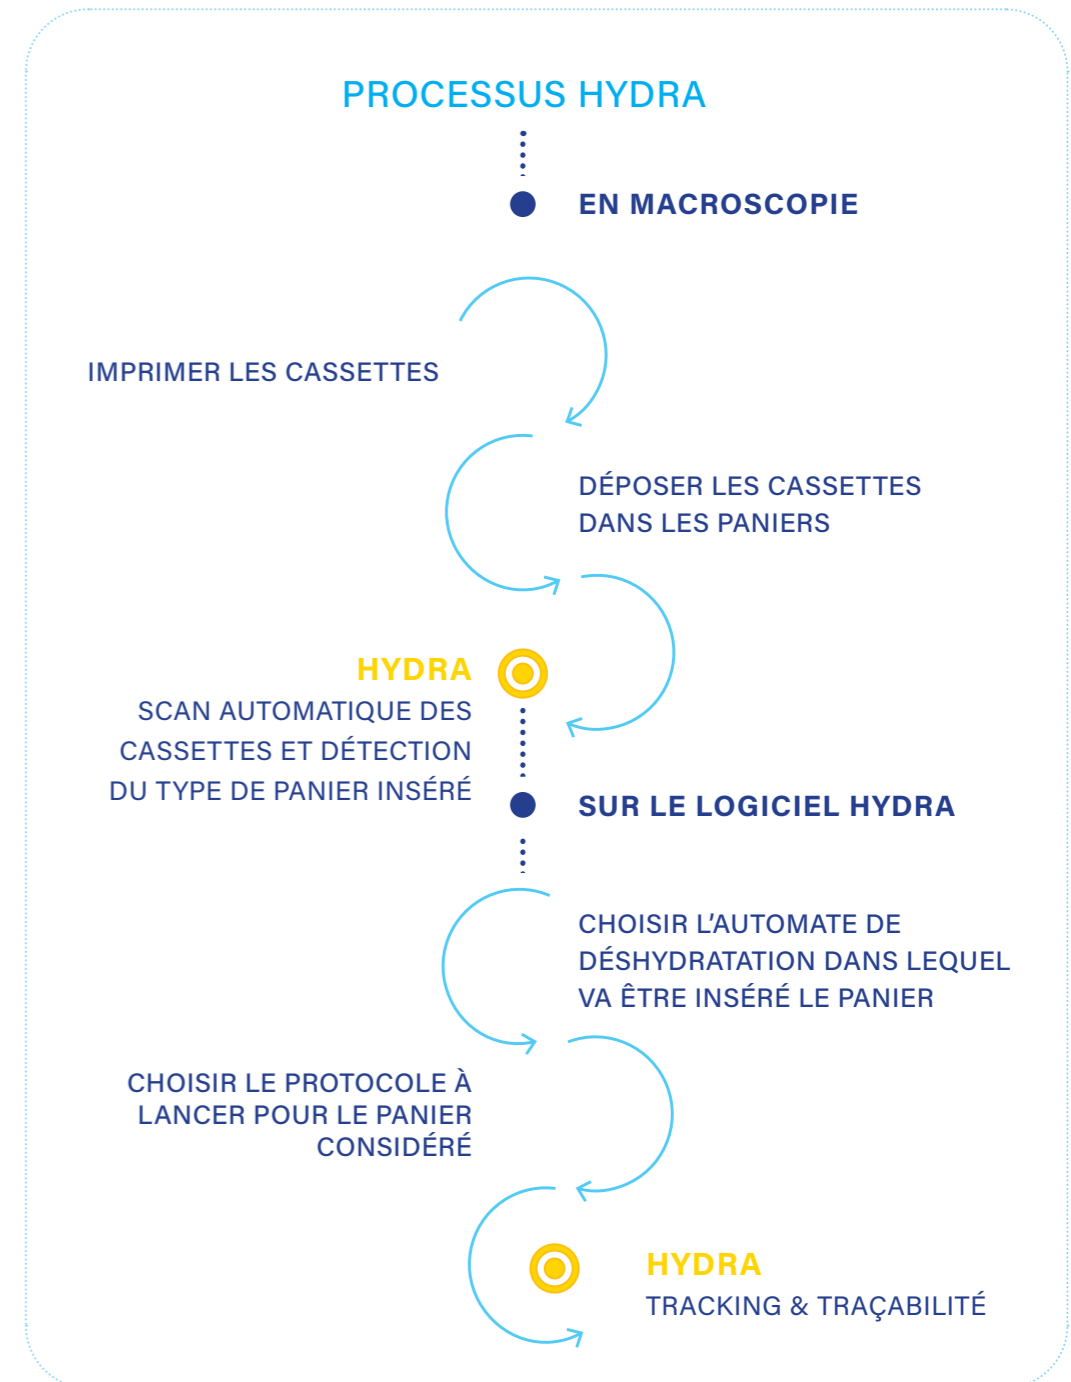 PROCESSUS HYDRA
EN MACROSCOPIE
IMPRIMER LES CASSETTES
DÉPOSER LES CASSETTES
DANS LES PANIERS
HYDRA
SCAN AUTOMATIQUE DES
CASSETTES ET DÉTECTION
DU TYPE DE PANIER INSÉRÉ
SUR LE LOGICIEL HYDRA
CHOISIR L’AUTOMATE DE
DÉSHYDRATATION DANS LEQUEL
VA ÊTRE INSÉRÉ LE PANIER
CHOISIR LE PROTOCOLE À
LANCER POUR LE PANIER
CONSIDÉRÉ
HYDRA
TRACKING & TRAÇABILITÉ